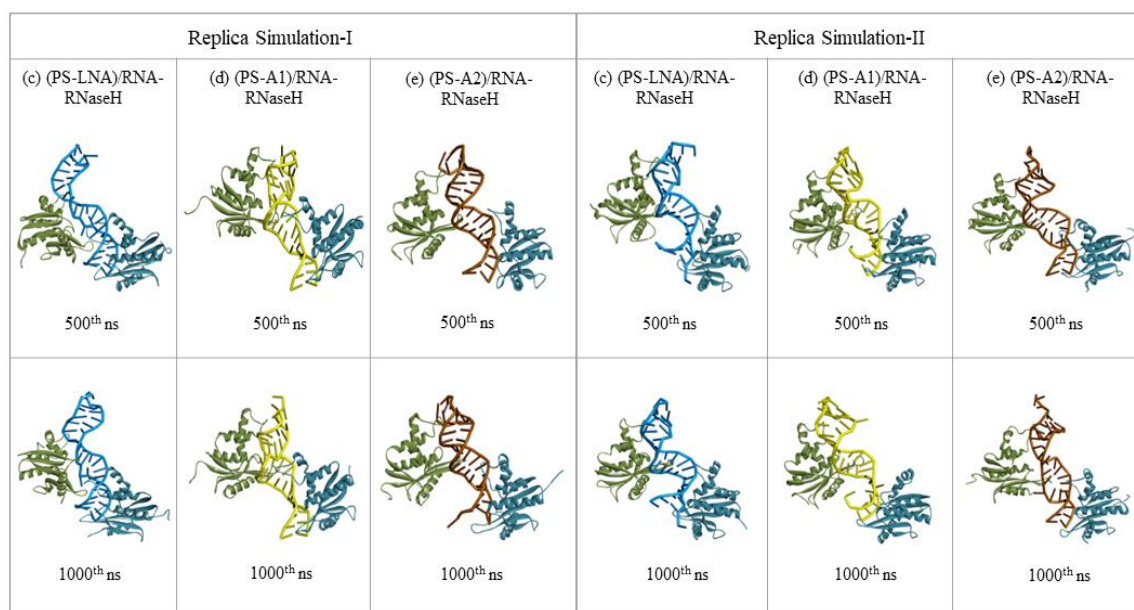 Replica Simulation-I
Replica Simulation-II
(c) (PS-LNA)/RNA-
RNaseH
(d) (PS-A1)/RNA-
RNaseH
(e) (PS-A2)/RNA-
RNaseH
(c) (PS-LNA)/RNA-
RNaseH
(d) (PS-A1)/RNA-
RNaseH
(e) (PS-A2)/RNA-
RNaseH
500th ns
500th ns
500th ns
500th ns
500th ns
500th ns
1000th ns
1000th ns
1000th ns
1000th ns
1000th ns
1000th ns